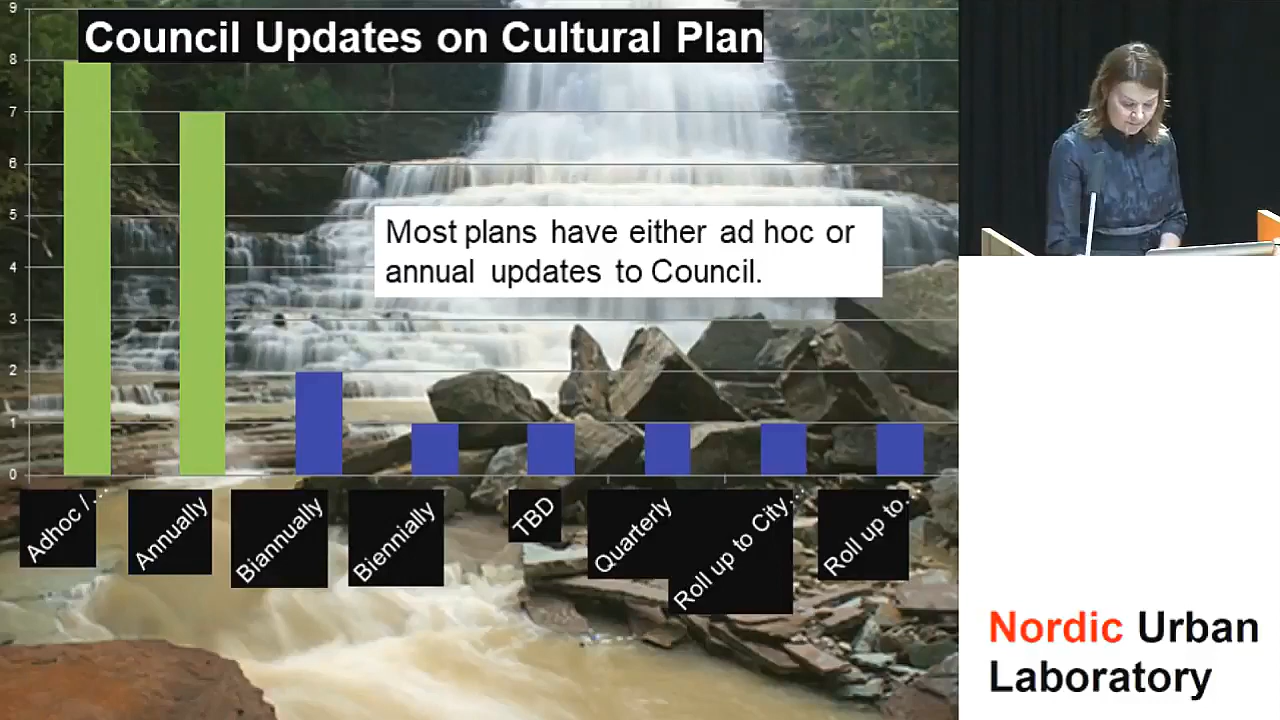 Council Updates on Cultural Plan
9
8
7
6
5
4
3
2
1
0
Most plans have either ad hoc or
annual updates to Council.
Adhoc /...
Annually
Biannually
Biennially
TBD
Quarterly
Roll up to City...
Roll up to...
Nordic Urban
Laboratory